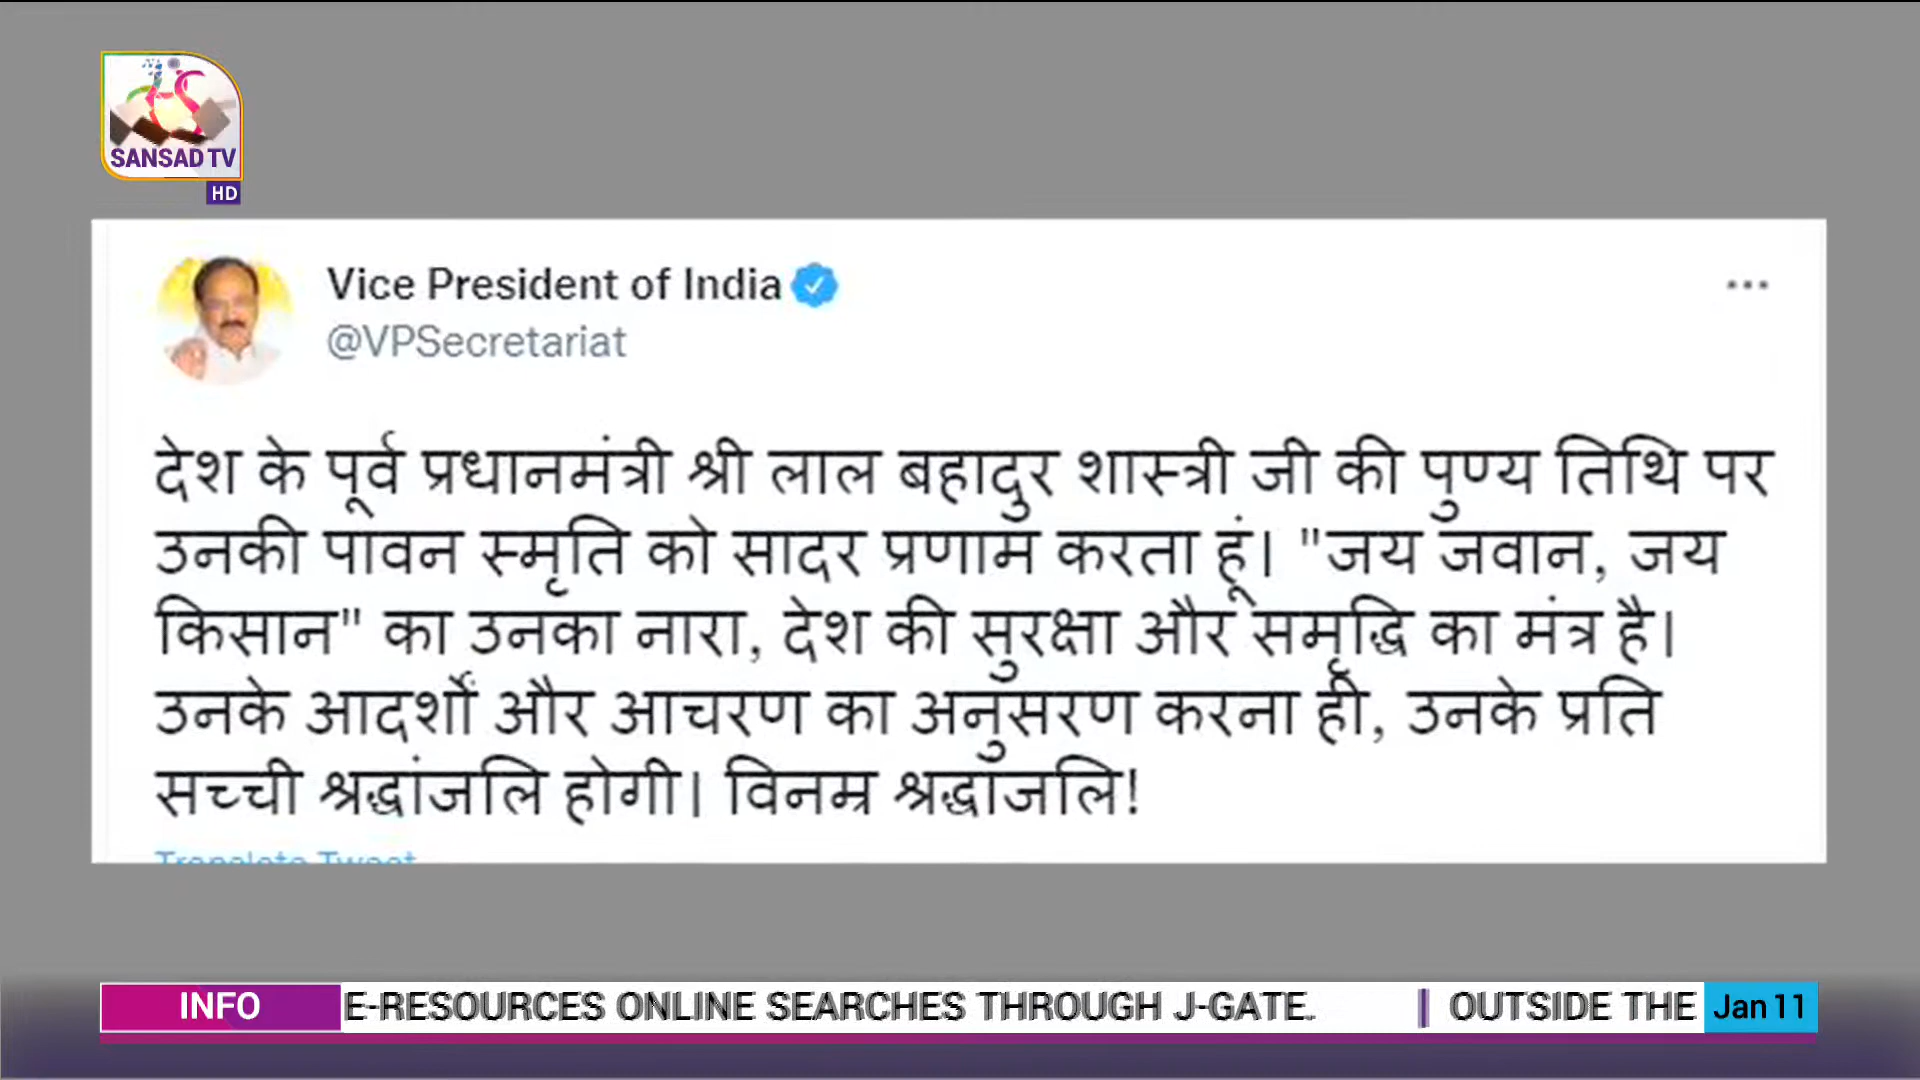 SANSAD TV
HD
Vice President of India
@VPSecretariat
देश के पूर्व प्रधानमंत्री श्री लाल बहादुर शास्त्री जी की पुण्य तिथि पर
उनकी पावन स्मृति को सादर प्रणाम करता हूं। "जय जवान, जय
किसान" का उनका नारा, देश की सुरक्षा और समृद्धि का मंत्र है।
उनके आदर्शों और आचरण का अनुसरण करना ही, उनके प्रति
सच्ची श्रद्धांजलि होगी। विनम्र श्रद्धांजलि!
Translate Tweet
INFO E-RESOURCES ONLINE SEARCHES THROUGH J-GATE. | OUTSIDE THE Jan 11